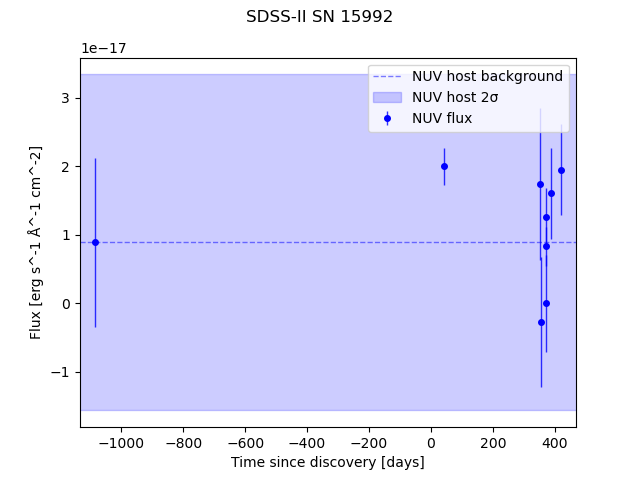 SDSS-II SN 15992
1e−17
NUV host background
NUV host 2σ
NUV flux
3
2
1
0
−1
Flux [erg s^-1 Å^-1 cm^-2]
−1000 −800 −600 −400 −200 0 200 400
Time since discovery [days]